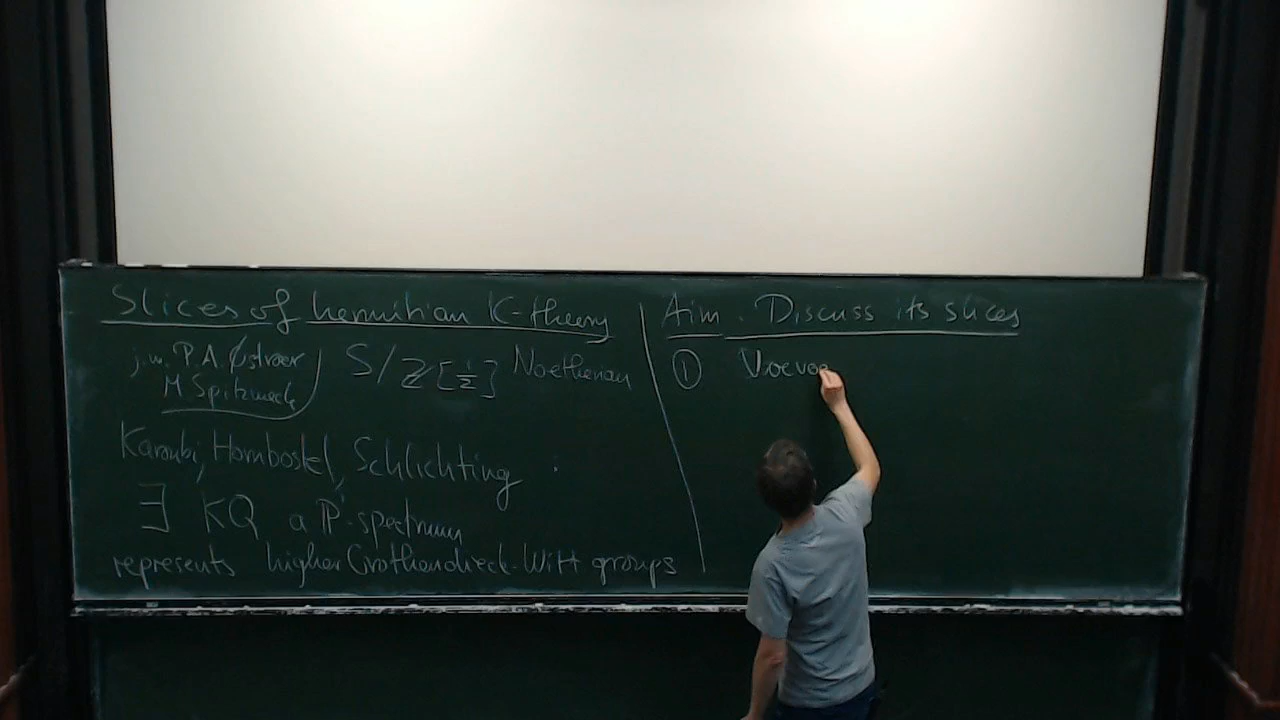 Slices of hermitian K-theory
j.w. P.A. Østvær
M Spitzweck
S/Z[1/2] Noetherian
Karoubi, Hornbostel, Schlichting
∃ KQ a P¹-spectrum
represents higher Grothendieck-Witt groups
Aim. Discuss its slices
① Voevo